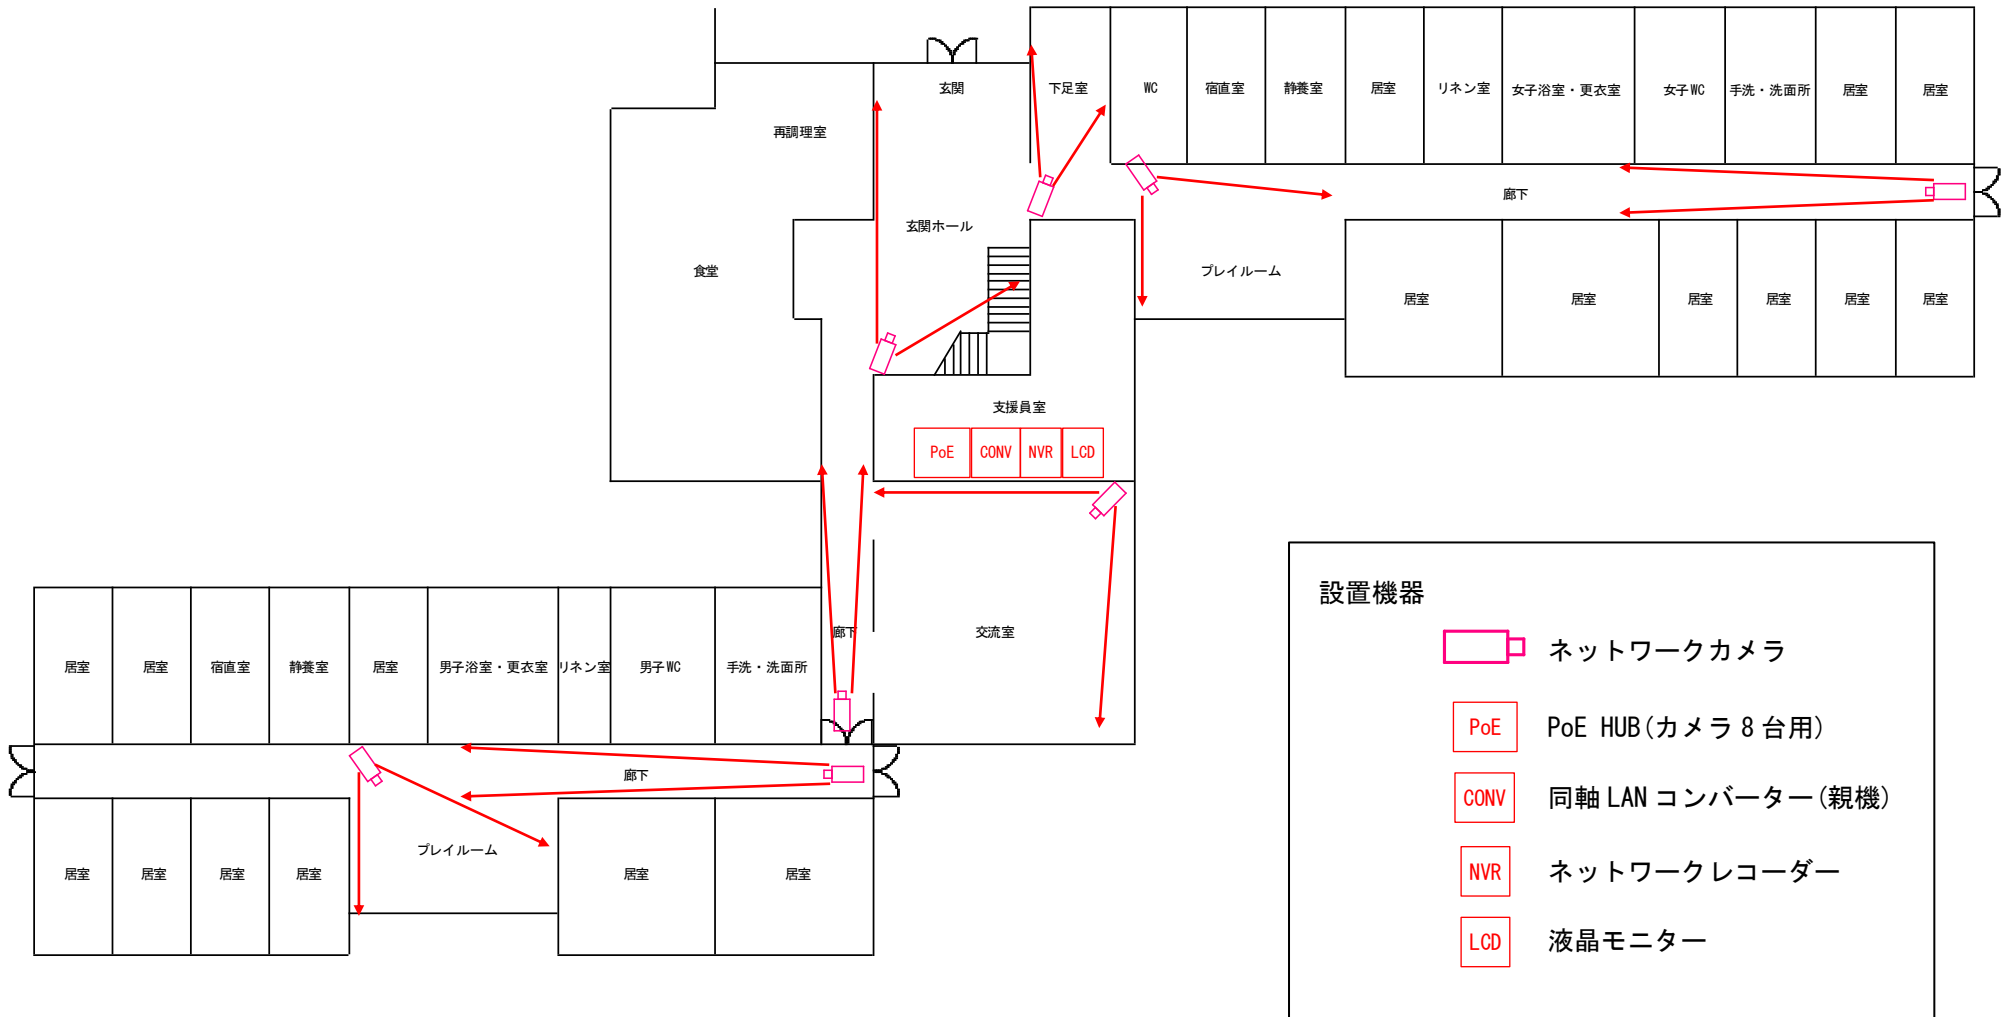 玄関
下足室
WC
宿直室
静養室
居室
リネン室
女子浴室・更衣室
女子WC
手洗・洗面所
居室
居室
再調理室
廊下
玄関ホール
食堂
プレイルーム
居室
居室
居室
居室
居室
居室
支援員室
PoE
CONV
NVR
LCD
廊下
交流室
居室
居室
宿直室
静養室
居室
男子浴室・更衣室
リネン室
男子WC
手洗・洗面所
廊下
プレイルーム
居室
居室
居室
居室
居室
居室
設置機器
ネットワークカメラ
PoE PoE HUB(カメラ8台用)
CONV 同軸LANコンバーター(親機)
NVR ネットワークレコーダー
LCD 液晶モニター